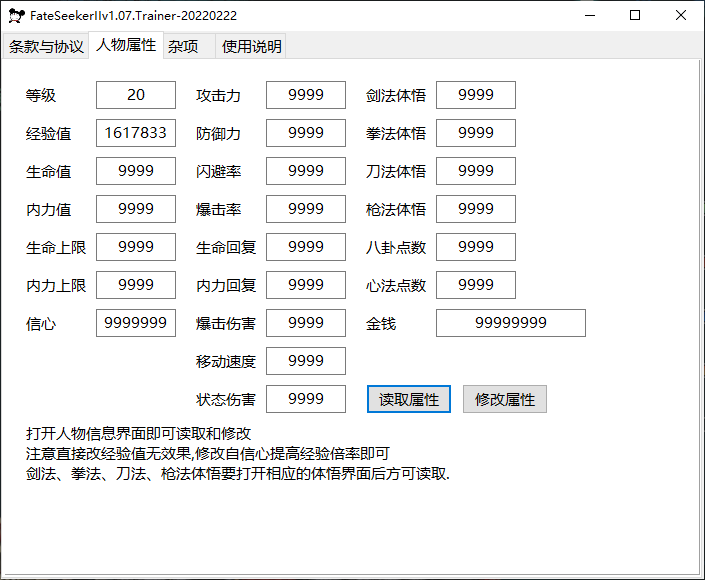 FateSeekerIIv1.07.Trainer-20220222
条款与协议 人物属性 杂项 使用说明
等级 20 攻击力 9999 剑法体悟 9999
经验值 1617833 防御力 9999 拳法体悟 9999
生命值 9999 闪避率 9999 刀法体悟 9999
内力值 9999 爆击率 9999 枪法体悟 9999
生命上限 9999 生命回复 9999 八卦点数 9999
内力上限 9999 内力回复 9999 心法点数 9999
信心 9999999 爆击伤害 9999 金钱 99999999
移动速度 9999
状态伤害 9999 读取属性 修改属性
打开人物信息界面即可读取和修改
注意直接改经验值无效果,修改自信心提高经验倍率即可
剑法、拳法、刀法、枪法体悟要打开相应的体悟界面后方可读取.